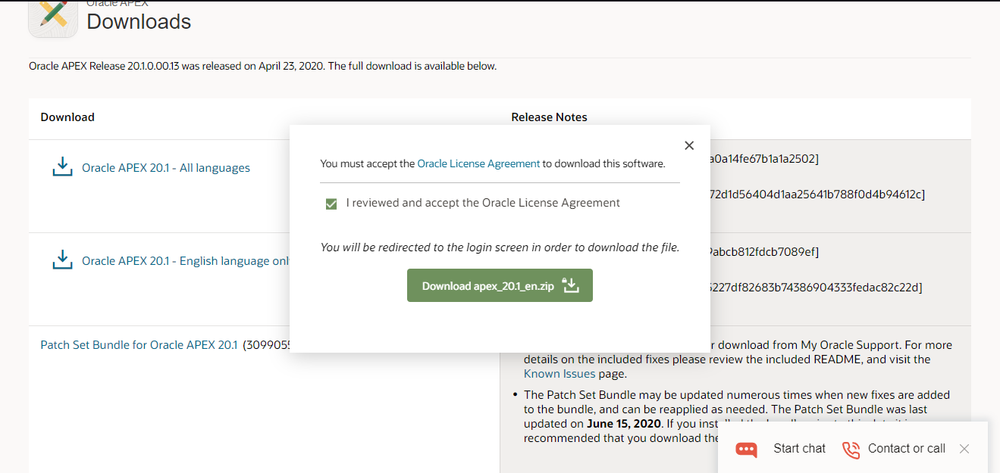 Oracle APEX
Downloads
Oracle APEX Release 20.1.0.00.13 was released on April 23, 2020. The full download is available below.
Download
Release Notes
You must accept the Oracle License Agreement to download this software.
I reviewed and accept the Oracle License Agreement
You will be redirected to the login screen in order to download the file.
Download apex_20.1_en.zip
Oracle APEX 20.1 - All languages
a0a14fe67b1a1a2502]
72d1d56404d1aa25641b788f0d4b94612c]
Oracle APEX 20.1 - English language only
abcb812fdcb7089ef]
5227df82683b74386904333fedac82c22d]
Patch Set Bundle for Oracle APEX 20.1 (3099055
r download from My Oracle Support. For more
details on the included fixes please review the included README, and visit the
Known Issues page.
• The Patch Set Bundle may be updated numerous times when new fixes are added
to the bundle, and can be reapplied as needed. The Patch Set Bundle was last
updated on June 15, 2020. If you
recommended that you download the
Start chat
Contact or call